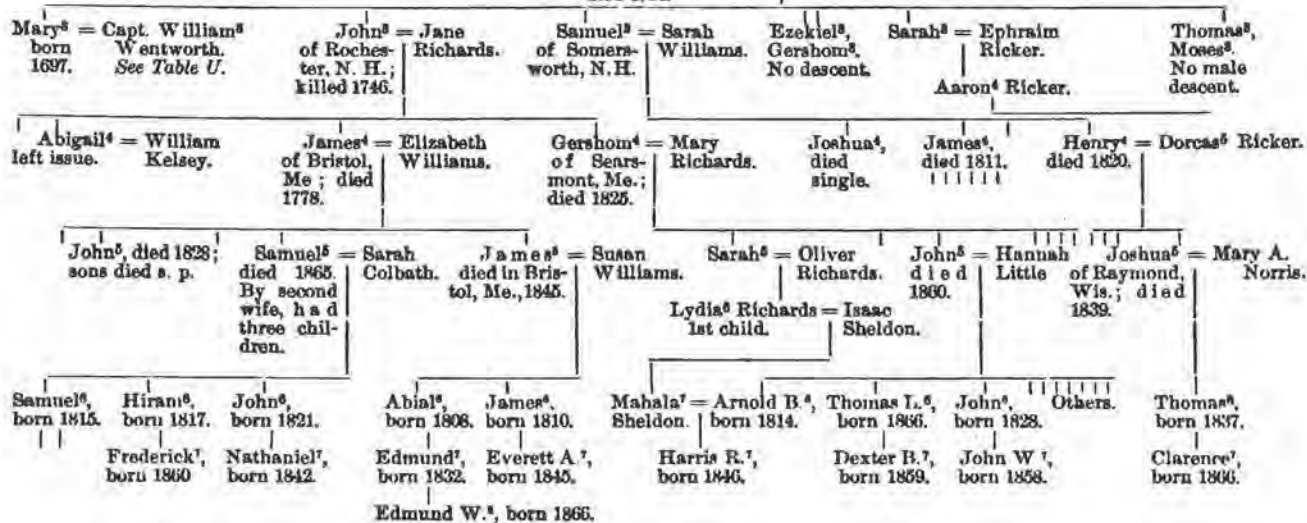 Mary³ = Capt. William³
born Wentworth.
1697. See Table U.
John³ = Jane
of Roches- Richards.
ter, N. H.;
killed 1746.
Samuel³ = Sarah
of Somers- Williams.
worth, N. H.
Ezekiel³,
Gershom³.
No descent.
Sarah³ = Ephraim
Ricker.
Aaron⁴ Ricker.
Thomas³,
Moses³.
No male
descent.
Abigail⁴ = William
left issue. Kelsey.
James⁴ = Elizabeth
of Bristol, Williams.
Me ; died
1778.
Gershom⁴ = Mary
of Sears- Richards.
mont, Me.;
died 1825.
Joshua⁴,
died
single.
James⁴,
died 1811.
Henry⁴ = Dorcas⁵ Ricker.
died 1820.
John⁵, died 1828;
sons died s. p.
Samuel⁵ = Sarah
died 1865. Colbath.
By second
wife, had
three chil-
dren.
James⁵ = Susan
died in Bris- Williams.
tol, Me., 1845.
Sarah⁵ = Oliver
Richards.
Lydia⁶ Richards = Isaac
1st child. Sheldon.
John⁵ = Hannah
died Little
1860.
Joshua⁵ = Mary A.
of Raymond, Norris.
Wis.; died
1839.
Samuel⁶,
born 1815.
Hiram⁶,
born 1817.
John⁶,
born 1821.
Abial⁶,
born 1808.
James⁶.
born 1810.
Mahala⁷ = Arnold B.⁶,
Sheldon. born 1814.
Thomas L.⁶,
born 1866.
John⁶,
born 1828.
Others.
Thomas⁶,
born 1837.
Frederick⁷,
born 1860
Nathaniel⁷,
born 1842.
Edmund⁷,
born 1832.
Everett A.⁷,
born 1845.
Harris R.⁷,
born 1846.
Dexter B.⁷,
born 1859.
John W⁷,
born 1858.
Clarence⁷,
born 1866.
Edmund W.⁸, born 1866.